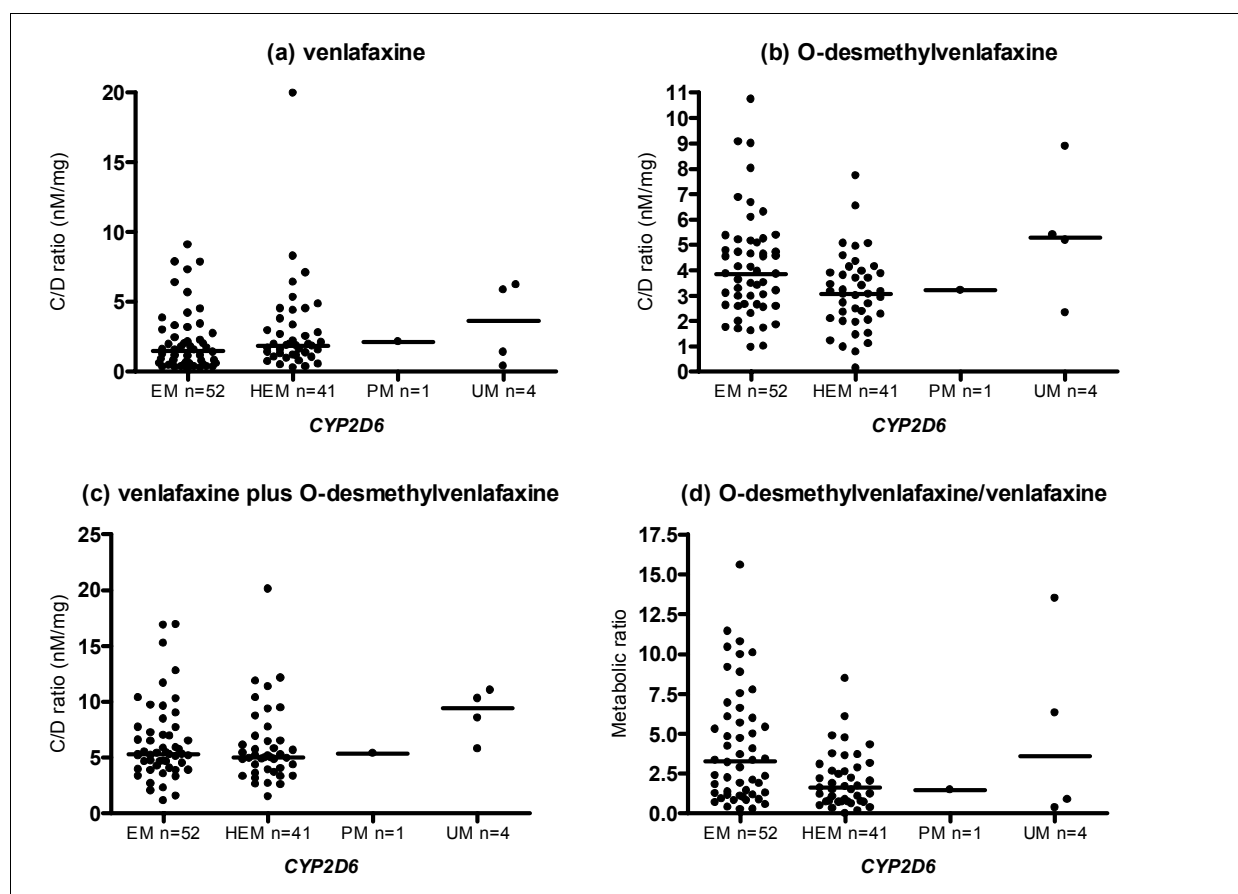 (a) venlafaxine
C/D ratio (nM/mg)
20
15
10
5
0
EM n=52 HEM n=41 PM n=1 UM n=4
CYP2D6
(b) O-desmethylvenlafaxine
C/D ratio (nM/mg)
11
10
9
8
7
6
5
4
3
2
1
0
EM n=52 HEM n=41 PM n=1 UM n=4
CYP2D6
(c) venlafaxine plus O-desmethylvenlafaxine
C/D ratio (nM/mg)
25
20
15
10
5
0
EM n=52 HEM n=41 PM n=1 UM n=4
CYP2D6
(d) O-desmethylvenlafaxine/venlafaxine
Metabolic ratio
17.5
15.0
12.5
10.0
7.5
5.0
2.5
0.0
EM n=52 HEM n=41 PM n=1 UM n=4
CYP2D6